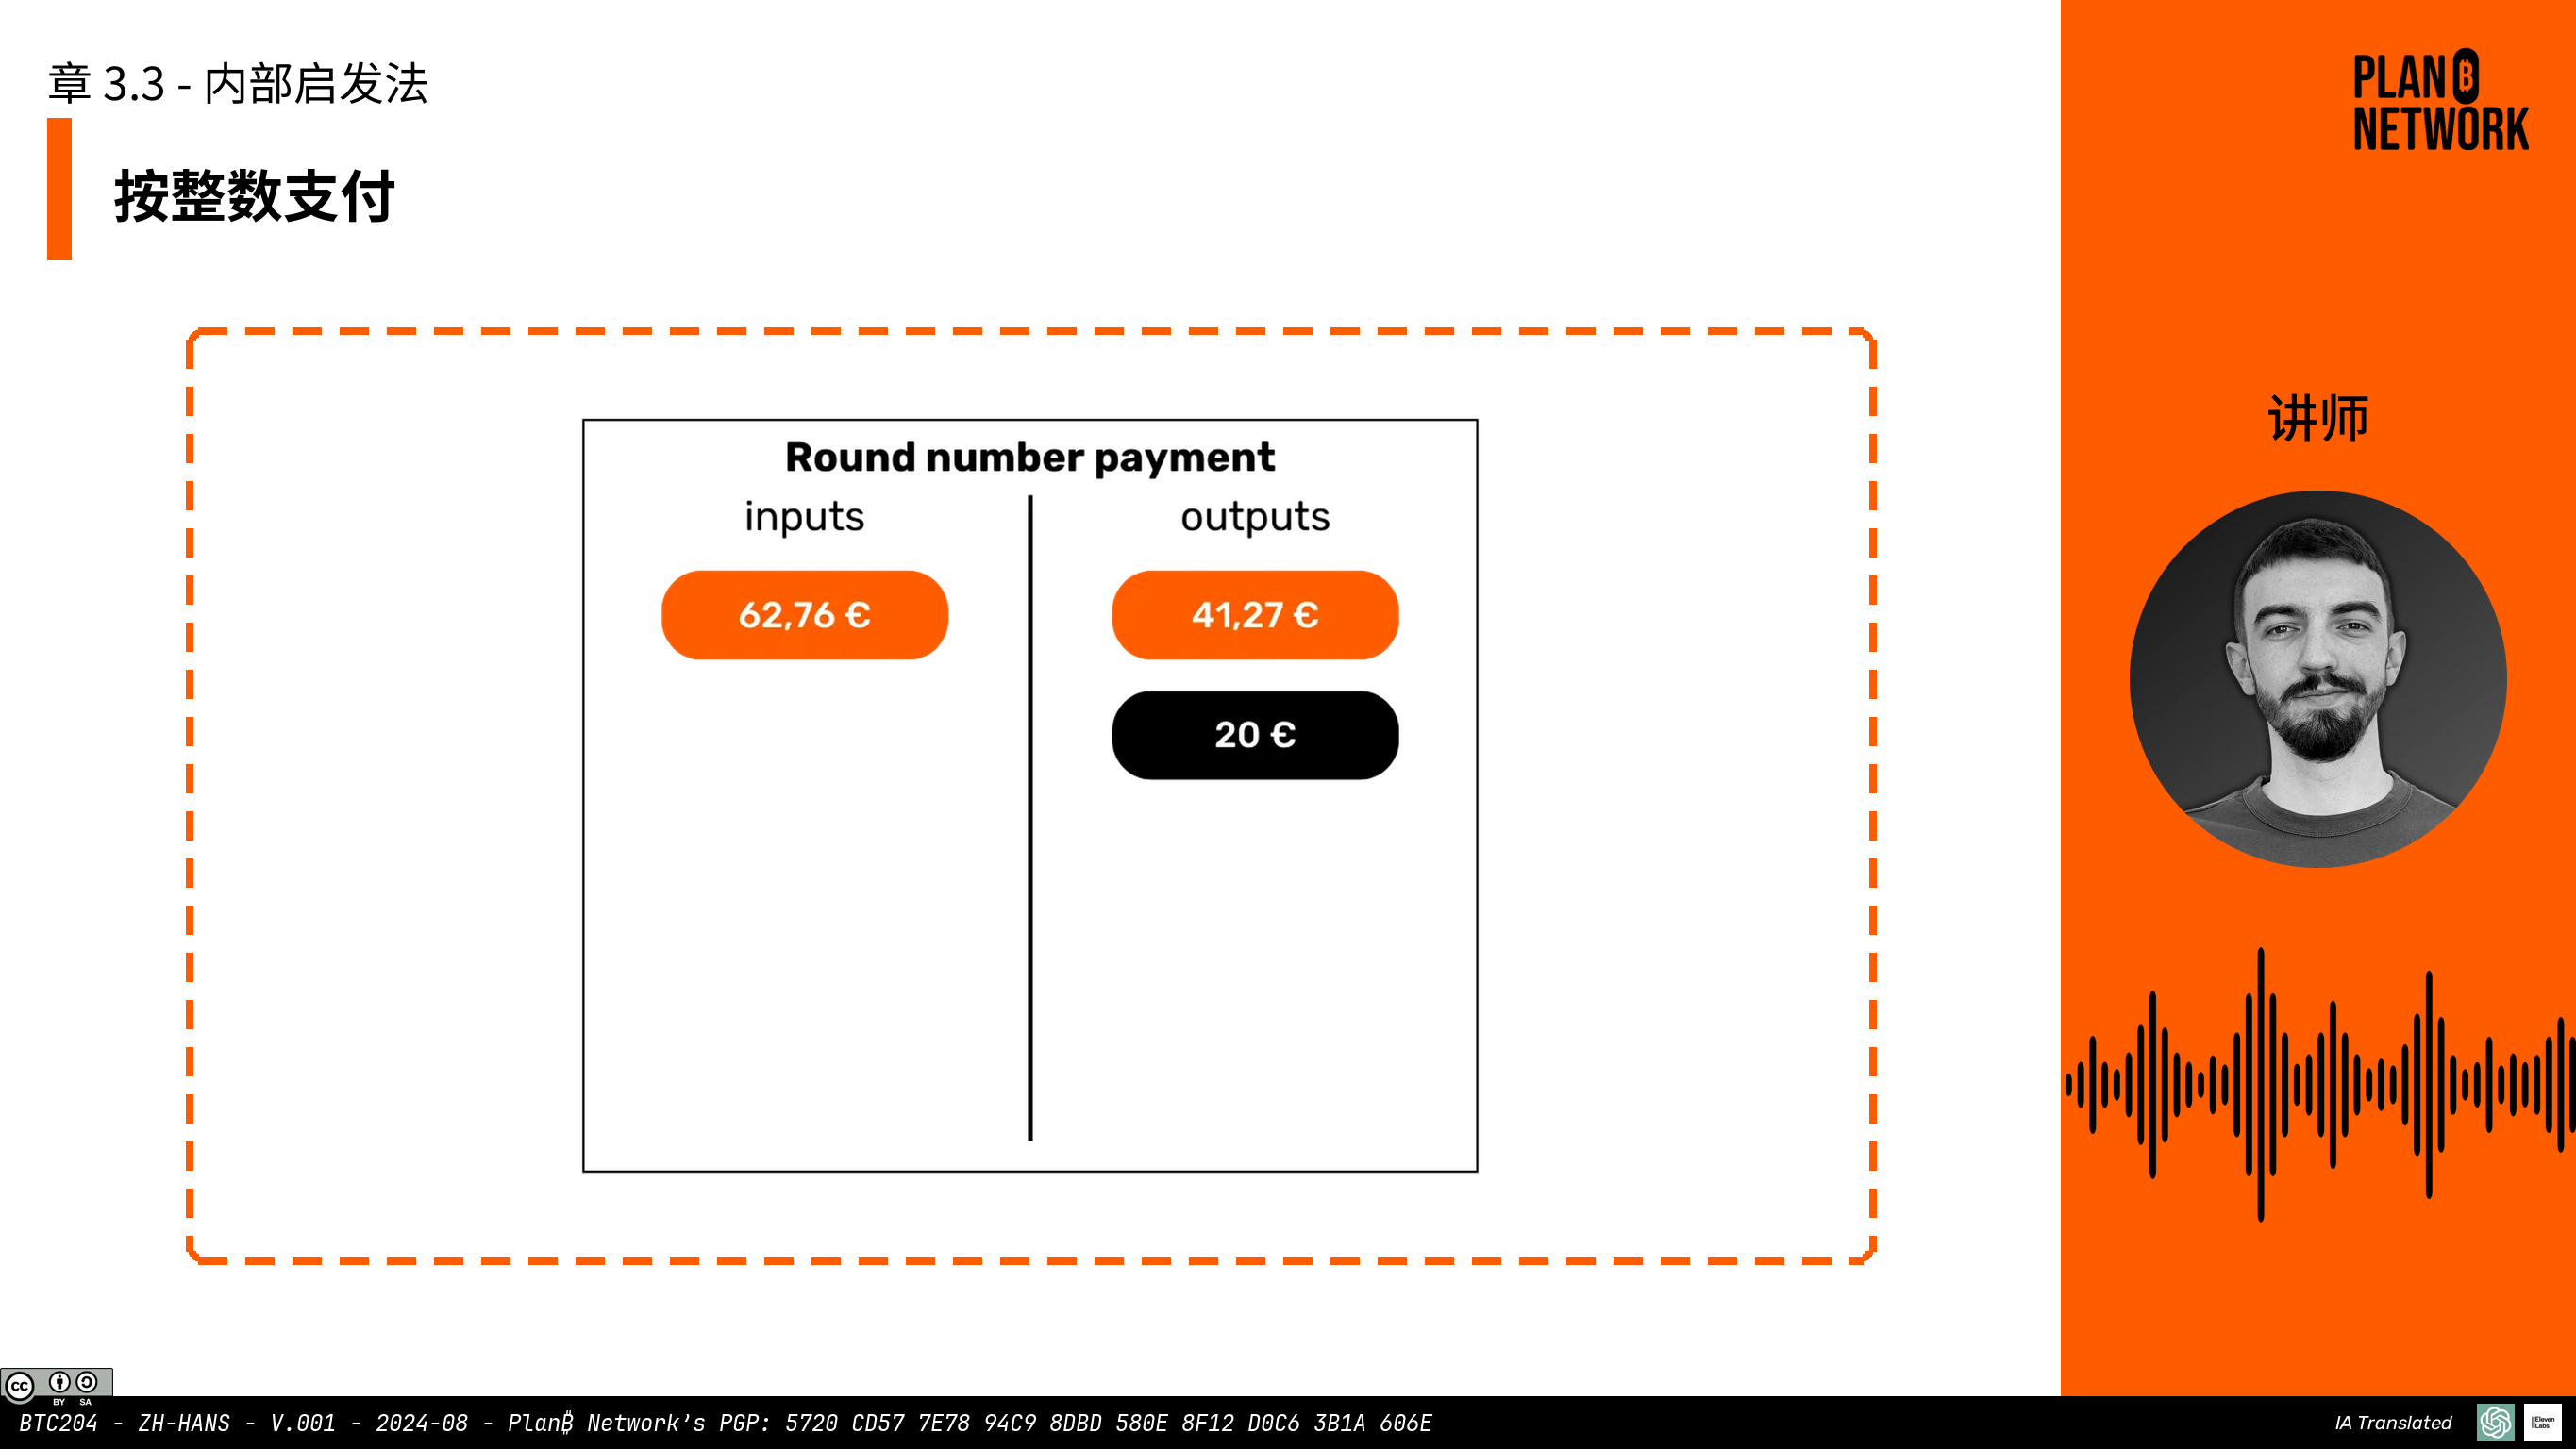 章 3.3 - 内部启发法
按整数支付
PLAN ₿
NETWORK
讲师
Round number payment
inputs
outputs
62,76 €
41,27 €
20 €
cc
BY SA
BTC204 - ZH-HANS - V.001 - 2024-08 - Plan₿ Network's PGP: 5720 CD57 7E78 94C9 8DBD 580E 8F12 D0C6 3B1A 606E
IA Translated
IIElevenLabs